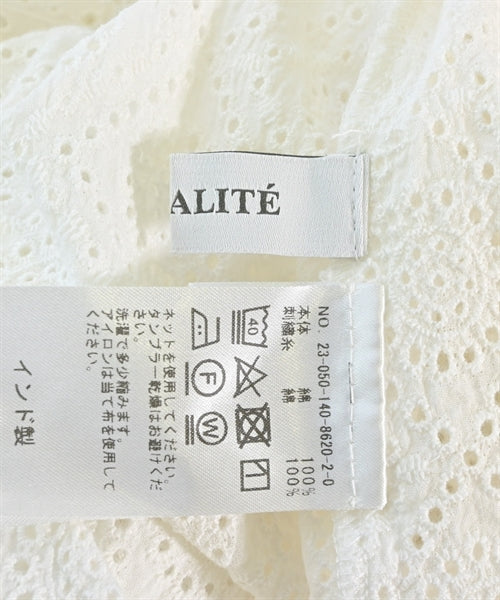 ALITÉ
NO. 23-050-140-8620-2-0
本体 綿 100%
刺繍糸 綿 100%
40
F
W
ネットを使用してください。
タンブラー乾燥はお避けくだ
さい。
洗濯で多少縮みます。
アイロンは当て布を使用して
ください。
インド製